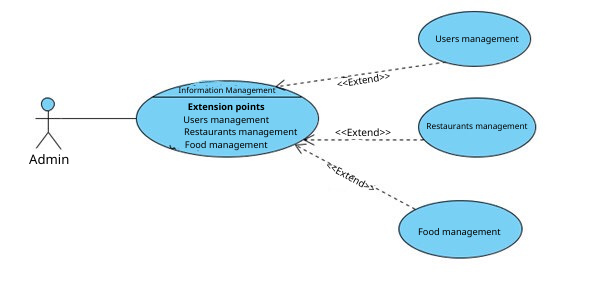 Users management
<<Extend>>
Information Management
Extension points
Users management
Restaurants management
Food management
<<Extend>>
Restaurants management
Admin
<<Extend>>
Food management